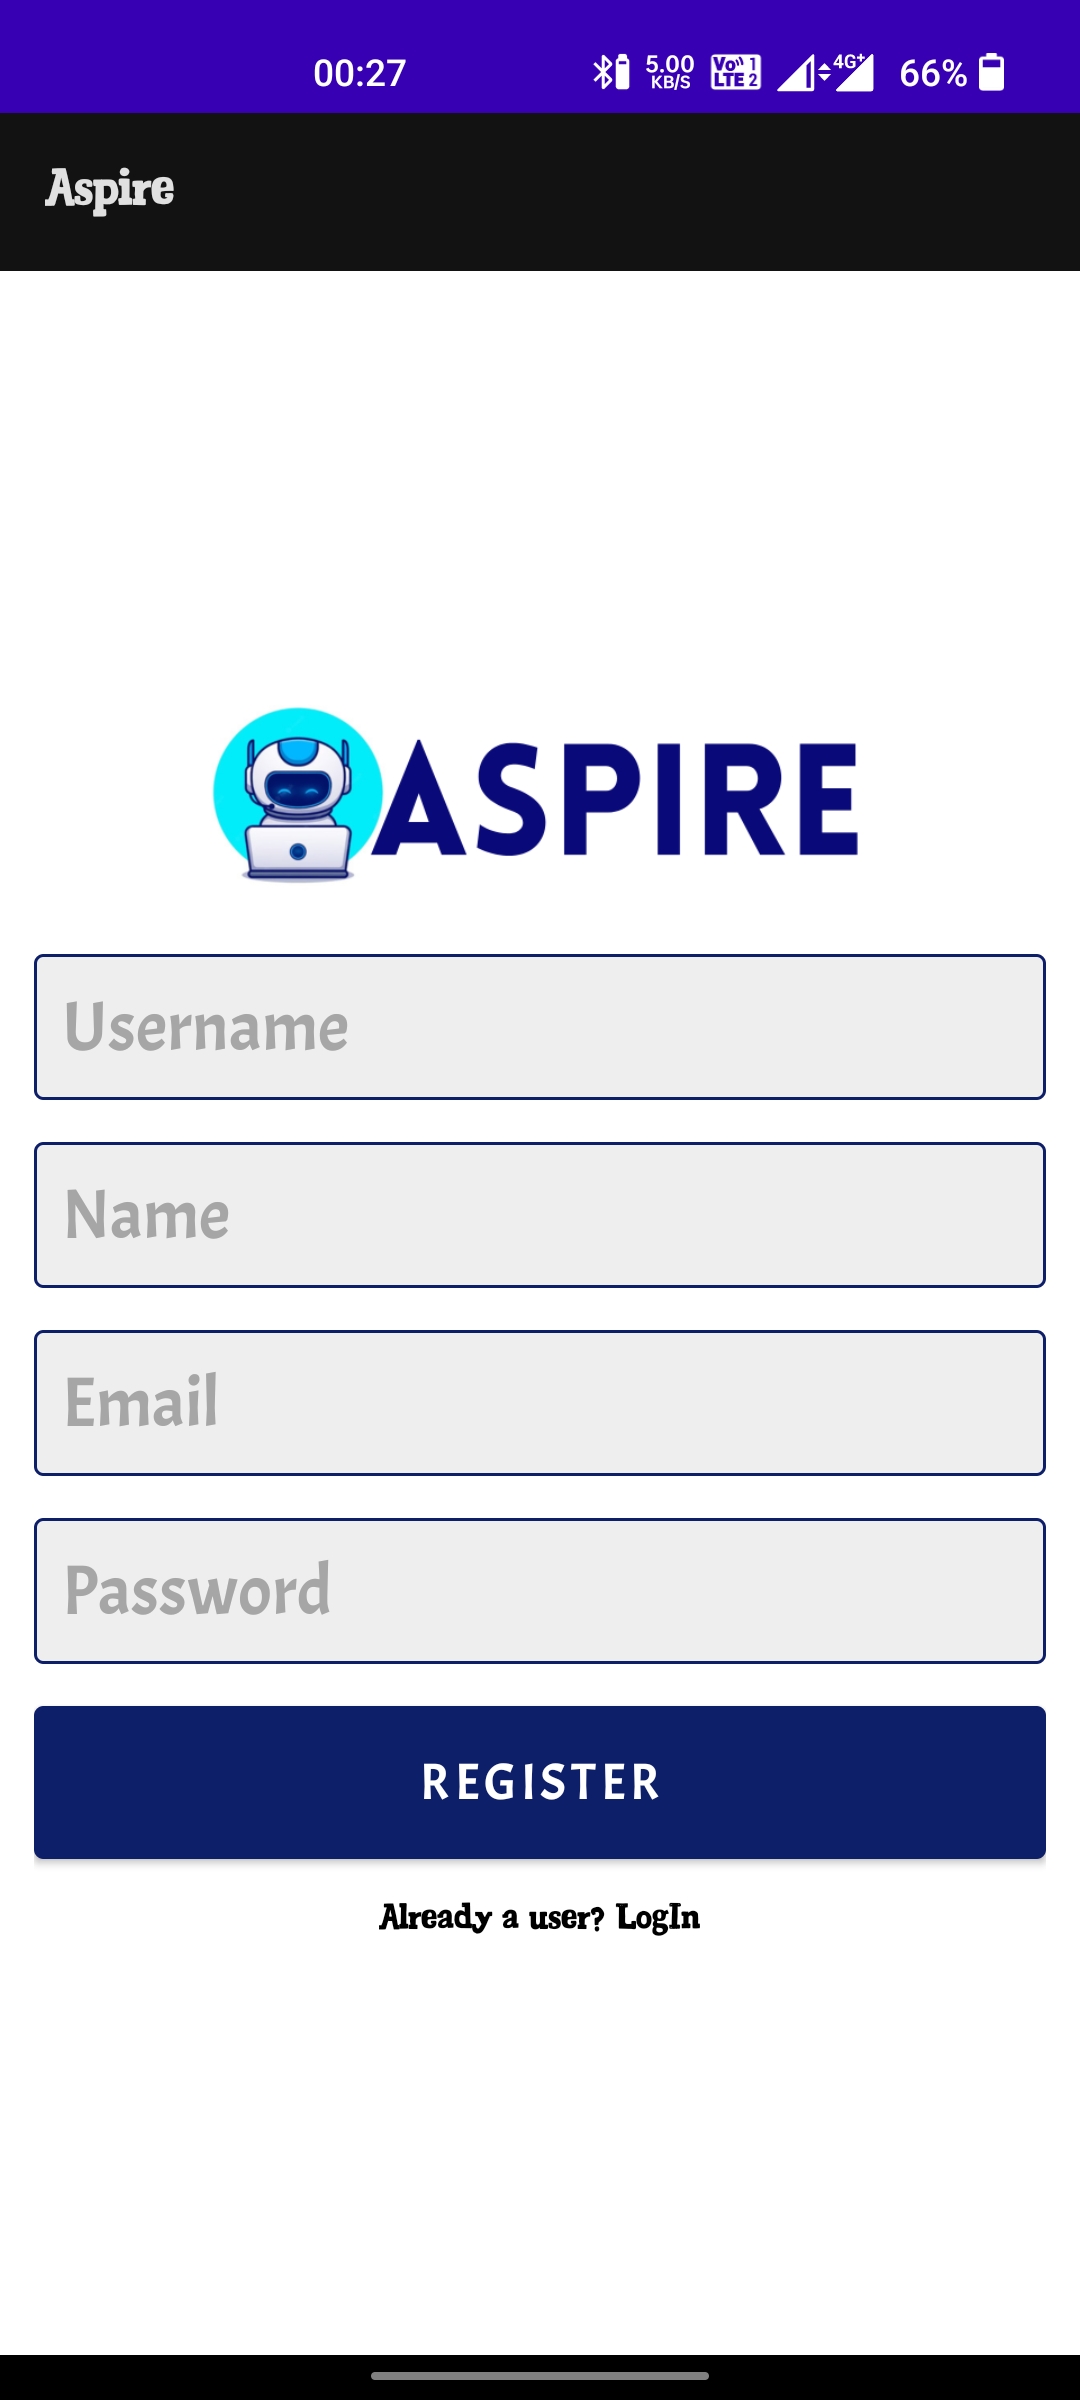 00:27 5.00 KB/S Vo LTE 1 2 4G+ 66%
Aspire
ASPIRE
Username
Name
Email
Password
REGISTER
Already a user? LogIn